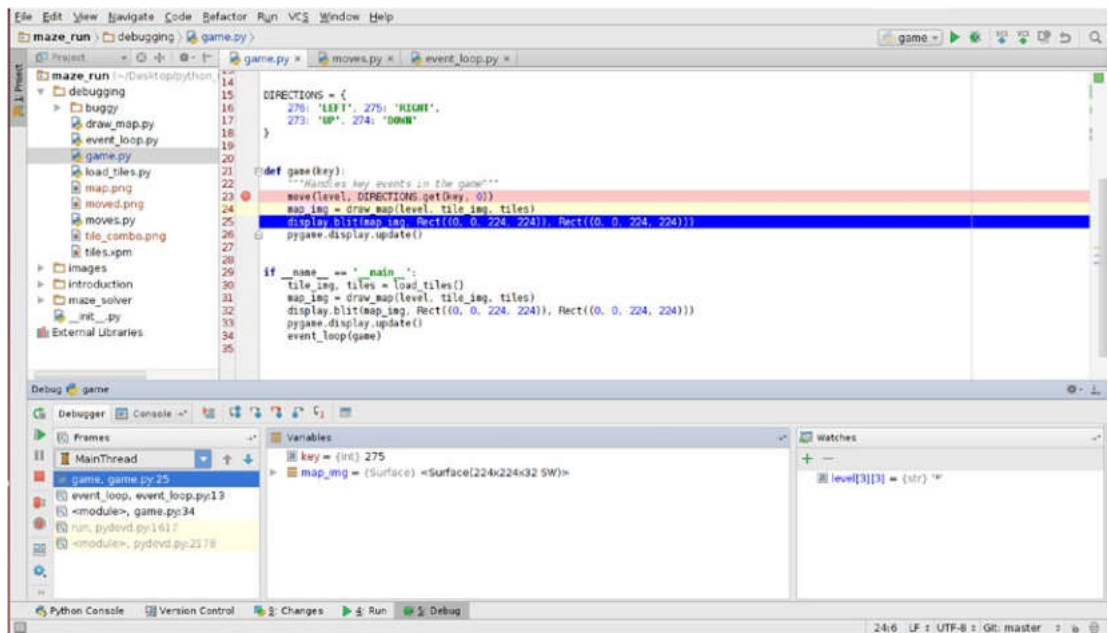 File Edit View Navigate Code Refactor Run VCS Window Help
maze_run debugging game.py
game
1: Project
Project
game.py moves.py event_loop.py
maze_run (~/Desktop/python_
debugging
buggy
draw_map.py
event_loop.py
game.py
load_tiles.py
map.png
moved.png
moves.py
tile_combo.png
tiles.xpm
images
introduction
maze_solver
__init__.py
External Libraries
14
15 DIRECTIONS = {
16 276: 'LEFT', 275: 'RIGHT',
17 273: 'UP', 274: 'DOWN'
18 }
19
20
21 def game(key):
22 """Handles key events in the game"""
23 move(level, DIRECTIONS.get(key, 0))
24 map_img = draw_map(level, tile_img, tiles)
25 display.blit(map_img, Rect((0, 0, 224, 224)), Rect((0, 0, 224, 224)))
26 pygame.display.update()
27
28
29 if __name__ == '__main__':
30 tile_img, tiles = load_tiles()
31 map_img = draw_map(level, tile_img, tiles)
32 display.blit(map_img, Rect((0, 0, 224, 224)), Rect((0, 0, 224, 224)))
33 pygame.display.update()
34 event_loop(game)
35
Debug game
Debugger Console
Frames
MainThread
game, game.py:25
event_loop, event_loop.py:13
<module>, game.py:34
run, pydevd.py:1617
<module>, pydevd.py:2178
Variables
key = {int} 275
map_img = {Surface} <Surface(224x224x32 SW)>
Watches
level[3][3] = {str} '*'
Python Console Version Control 9: Changes 4: Run 5: Debug
24:6 LF UTF-8 Git: master